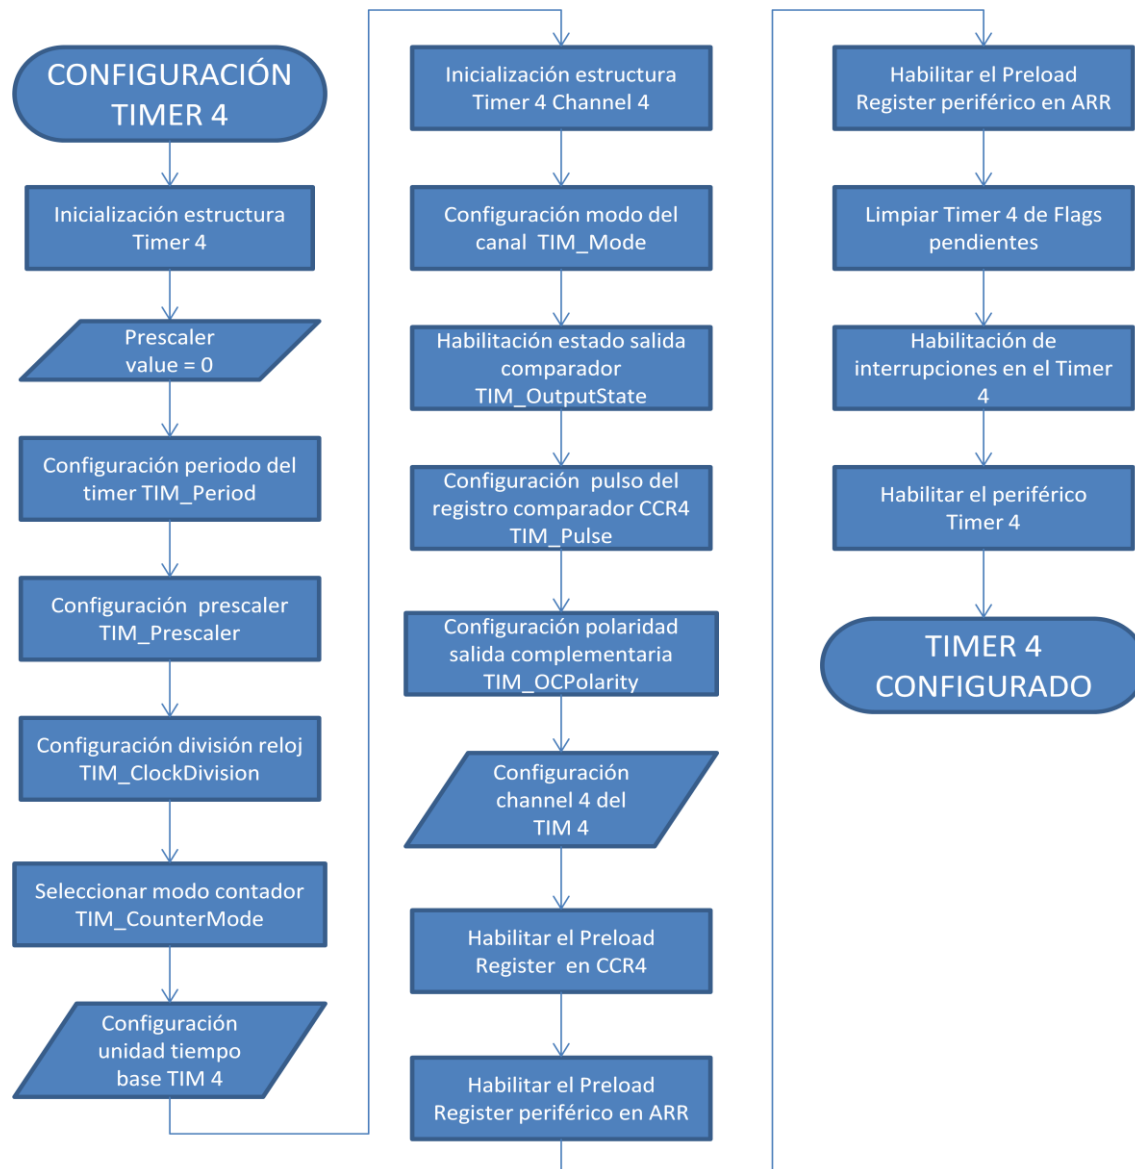 CONFIGURACIÓN
TIMER 4
Inicialización estructura
Timer 4
Prescaler
value = 0
Configuración periodo del
timer TIM_Period
Configuración prescaler
TIM_Prescaler
Configuración división reloj
TIM_ClockDivision
Seleccionar modo contador
TIM_CounterMode
Configuración
unidad tiempo
base TIM 4
Inicialización estructura
Timer 4 Channel 4
Configuración modo del
canal TIM_Mode
Habilitación estado salida
comparador
TIM_OutputState
Configuración pulso del
registro comparador CCR4
TIM_Pulse
Configuración polaridad
salida complementaria
TIM_OCPolarity
Configuración
channel 4 del
TIM 4
Habilitar el Preload
Register en CCR4
Habilitar el Preload
Register periférico en ARR
Habilitar el Preload
Register periférico en ARR
Limpiar Timer 4 de Flags
pendientes
Habilitación de
interrupciones en el Timer
4
Habilitar el periférico
Timer 4
TIMER 4
CONFIGURADO